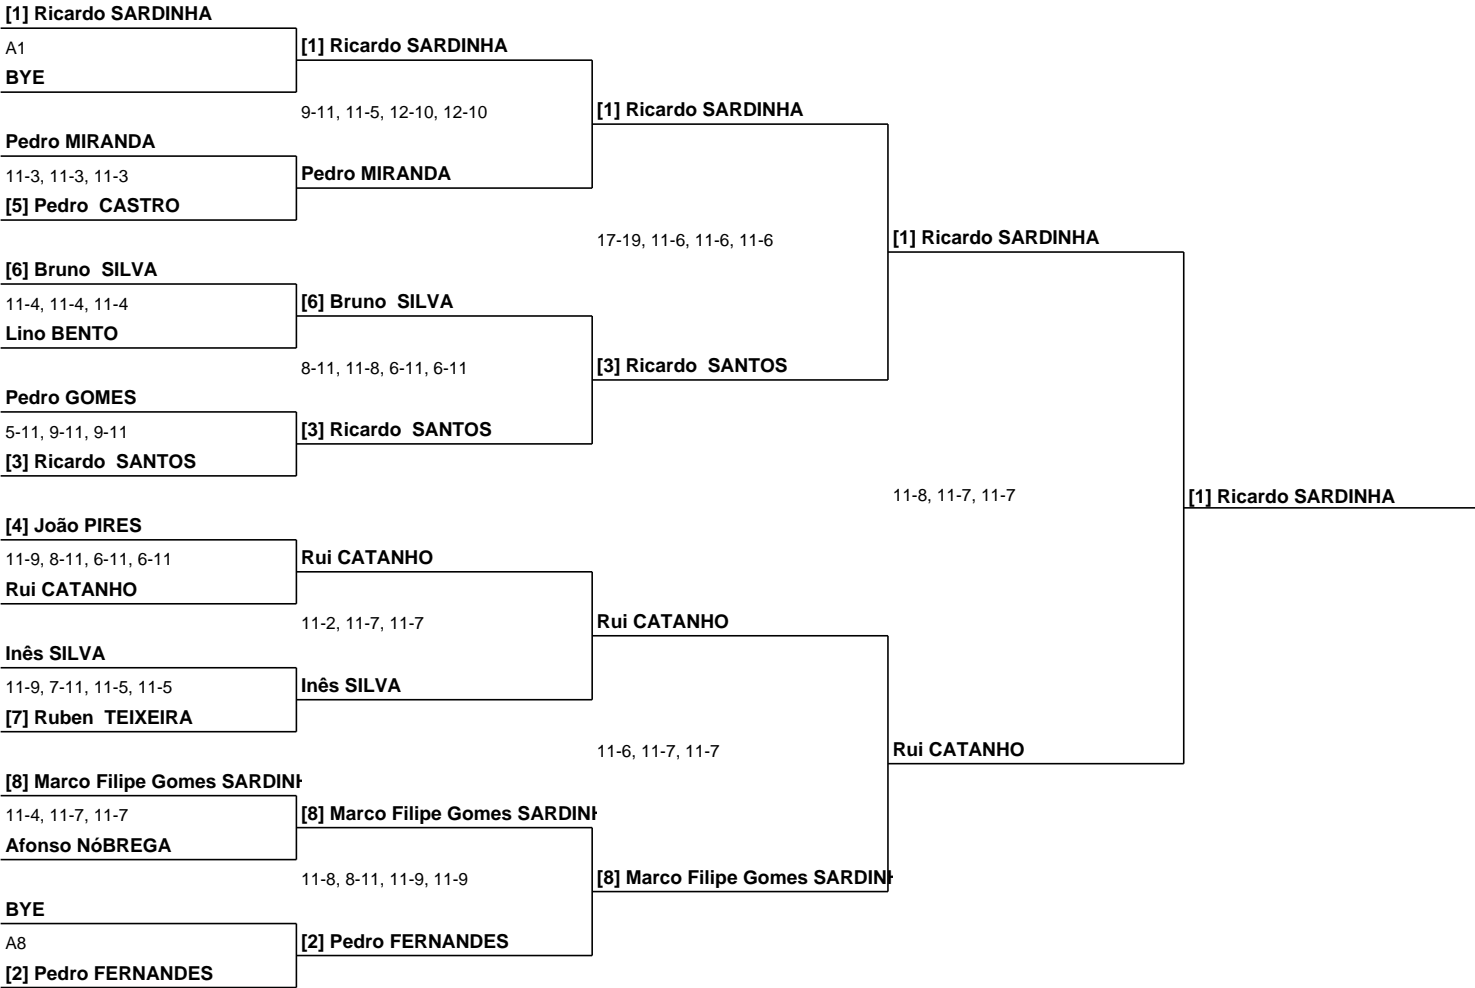 [1] Ricardo SARDINHA
A1
BYE
Pedro MIRANDA
11-3, 11-3, 11-3
[5] Pedro  CASTRO
[6] Bruno  SILVA
11-4, 11-4, 11-4
Lino BENTO
Pedro GOMES
5-11, 9-11, 9-11
[3] Ricardo  SANTOS
[4] João PIRES
11-9, 8-11, 6-11, 6-11
Rui CATANHO
Inês SILVA
11-9, 7-11, 11-5, 11-5
[7] Ruben  TEIXEIRA
[8] Marco Filipe Gomes SARDINH
11-4, 11-7, 11-7
Afonso NóBREGA
BYE
A8
[2] Pedro FERNANDES
[1] Ricardo SARDINHA
9-11, 11-5, 12-10, 12-10
Pedro MIRANDA
[6] Bruno  SILVA
8-11, 11-8, 6-11, 6-11
[3] Ricardo  SANTOS
Rui CATANHO
11-2, 11-7, 11-7
Inês SILVA
[8] Marco Filipe Gomes SARDINH
11-8, 8-11, 11-9, 11-9
[2] Pedro FERNANDES
[1] Ricardo SARDINHA
17-19, 11-6, 11-6, 11-6
[3] Ricardo  SANTOS
Rui CATANHO
11-6, 11-7, 11-7
[8] Marco Filipe Gomes SARDINH
[1] Ricardo SARDINHA
11-8, 11-7, 11-7
Rui CATANHO
[1] Ricardo SARDINHA